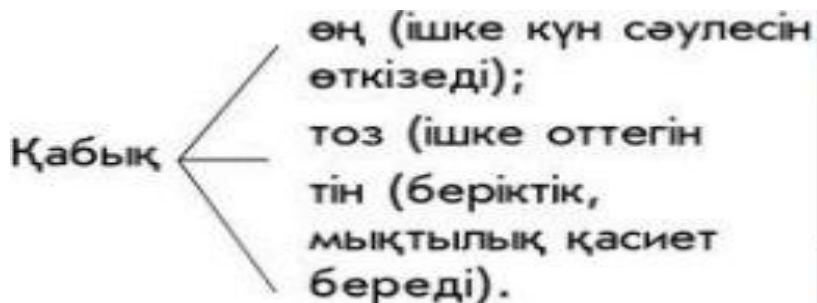 өң (ішке күн сәулесін
өткізеді);
Қабық
тоз (ішке оттегін
тін (беріктік,
мықтылық қасиет
береді).